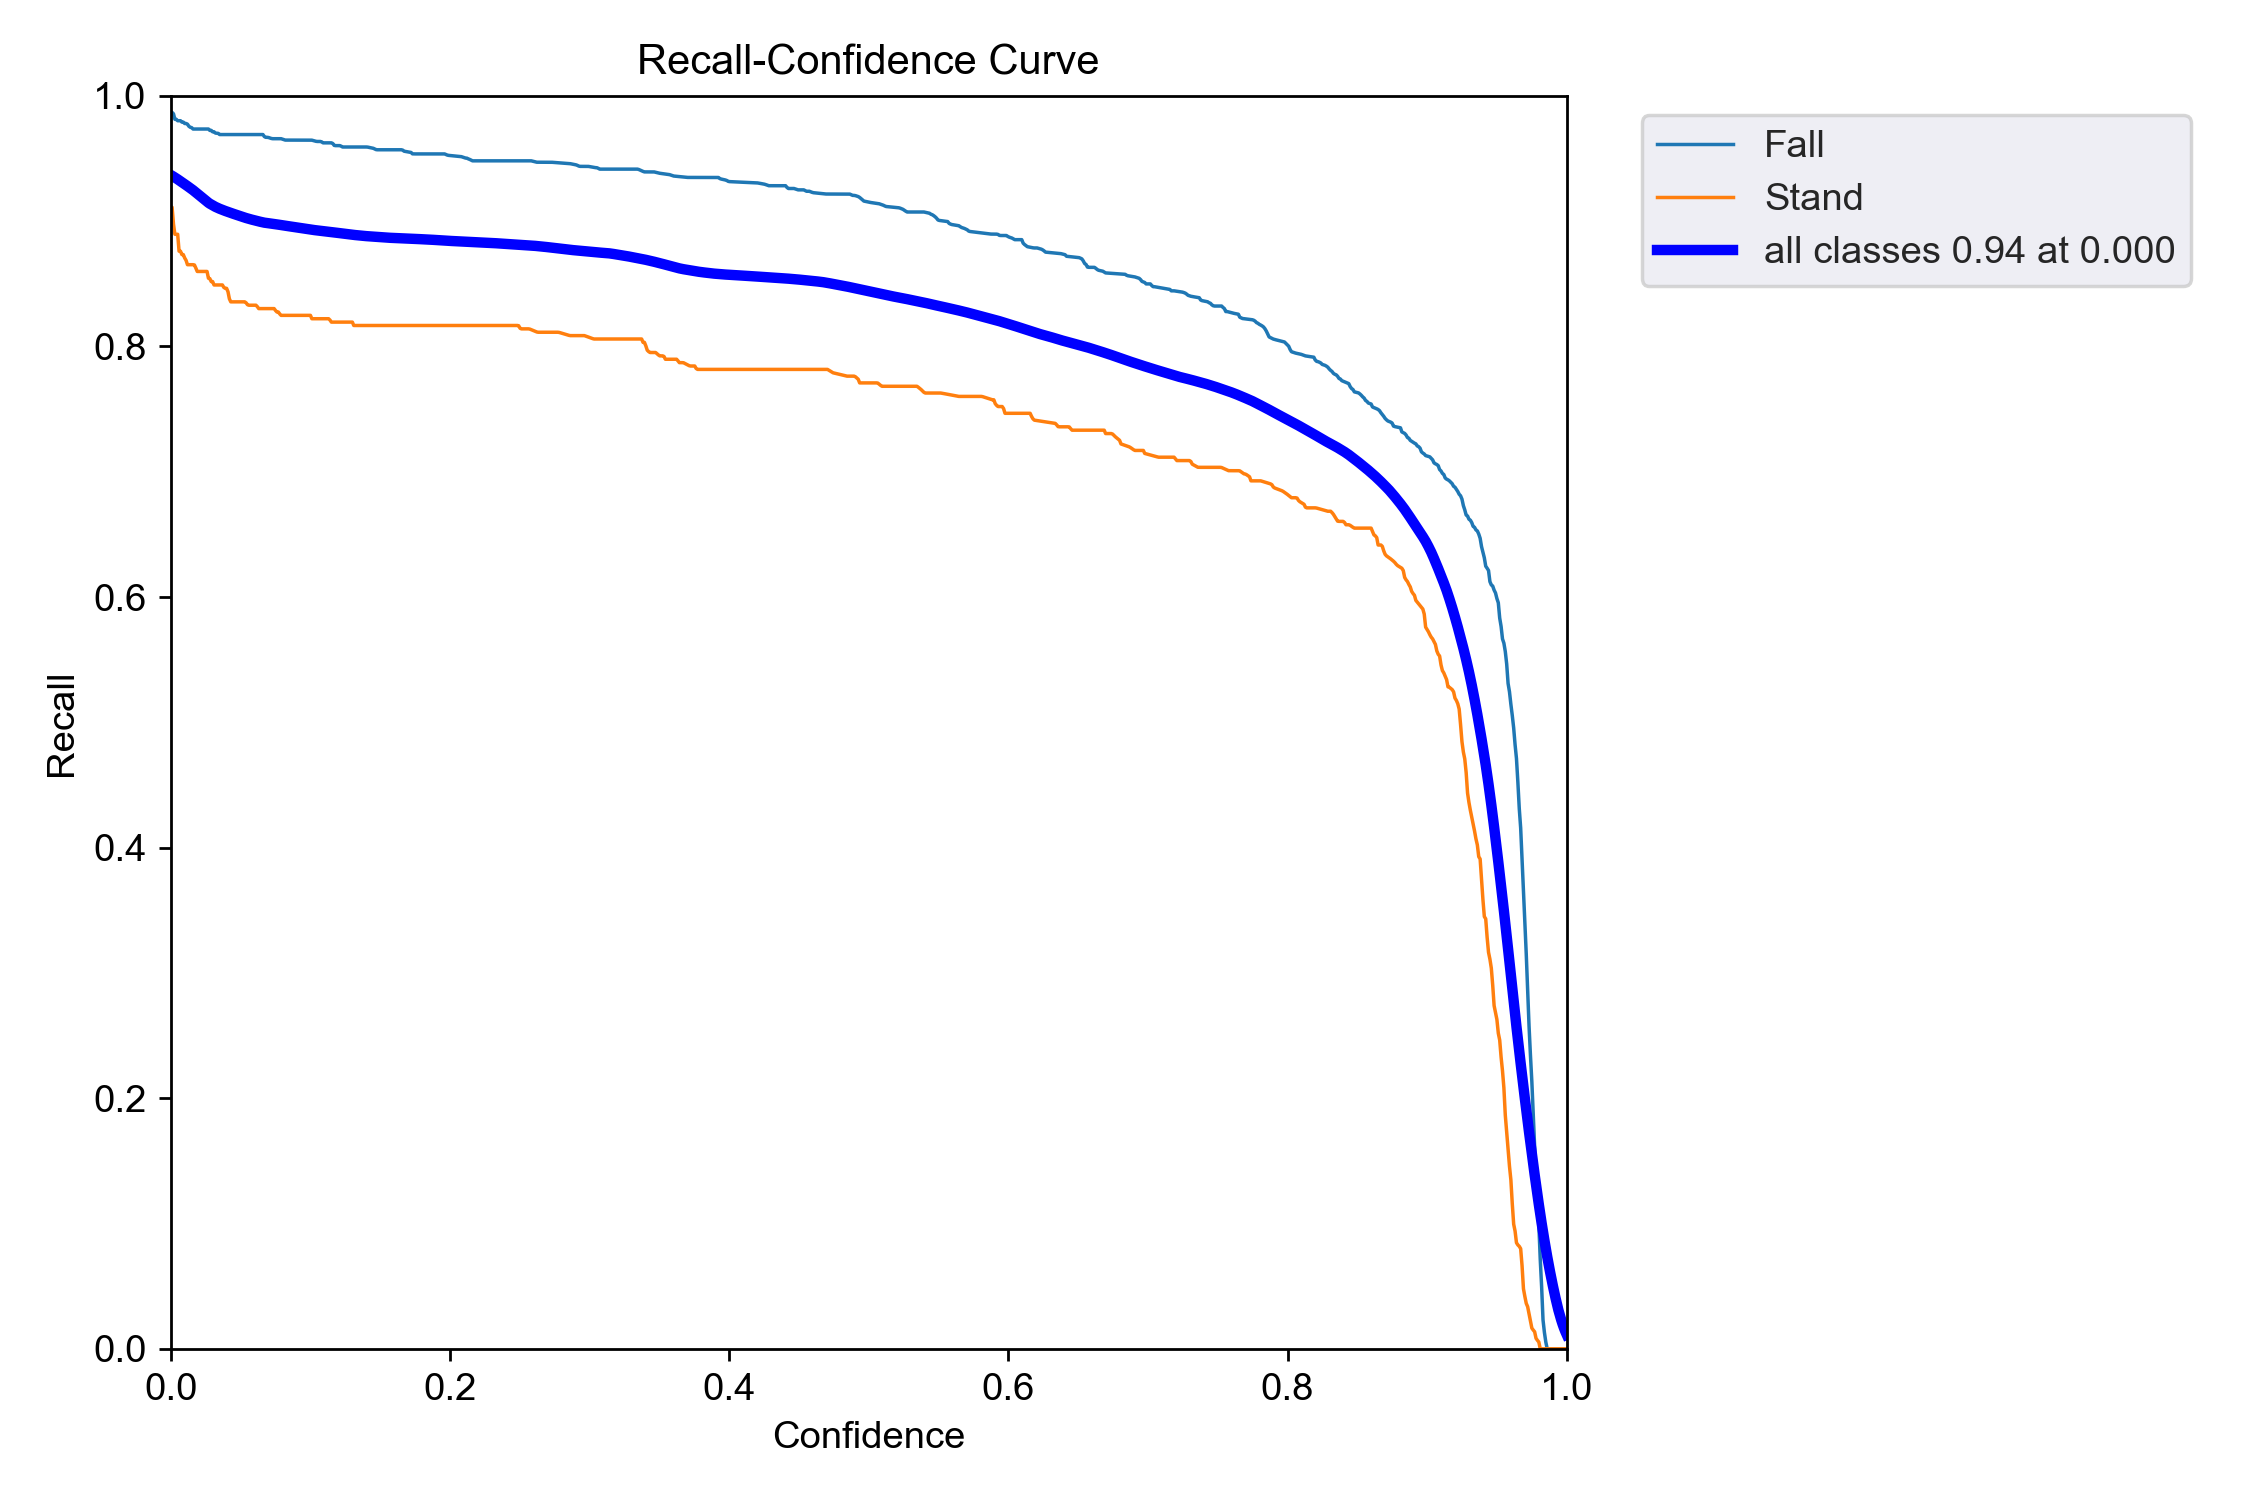 Recall-Confidence Curve
1.0
0.8
0.6
0.4
0.2
0.0
Recall
0.0 0.2 0.4 0.6 0.8 1.0
Confidence
Fall
Stand
all classes 0.94 at 0.000